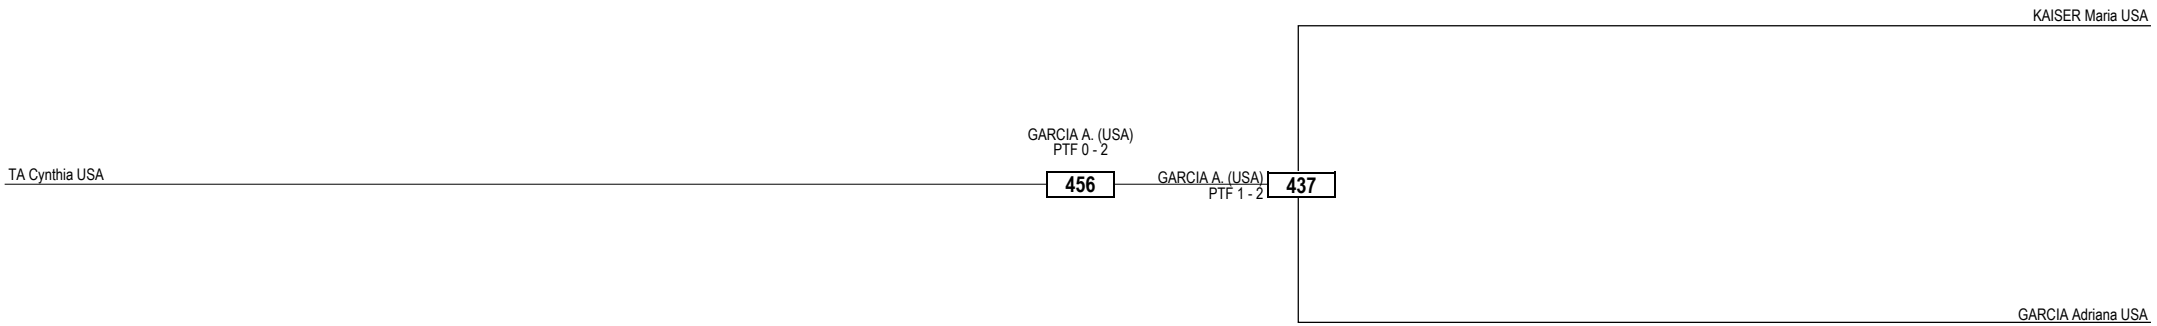 KAISER Maria USA
GARCIA A. (USA)
PTF 0 - 2
TA Cynthia USA
456
GARCIA A. (USA)
PTF 1 - 2
437
GARCIA Adriana USA